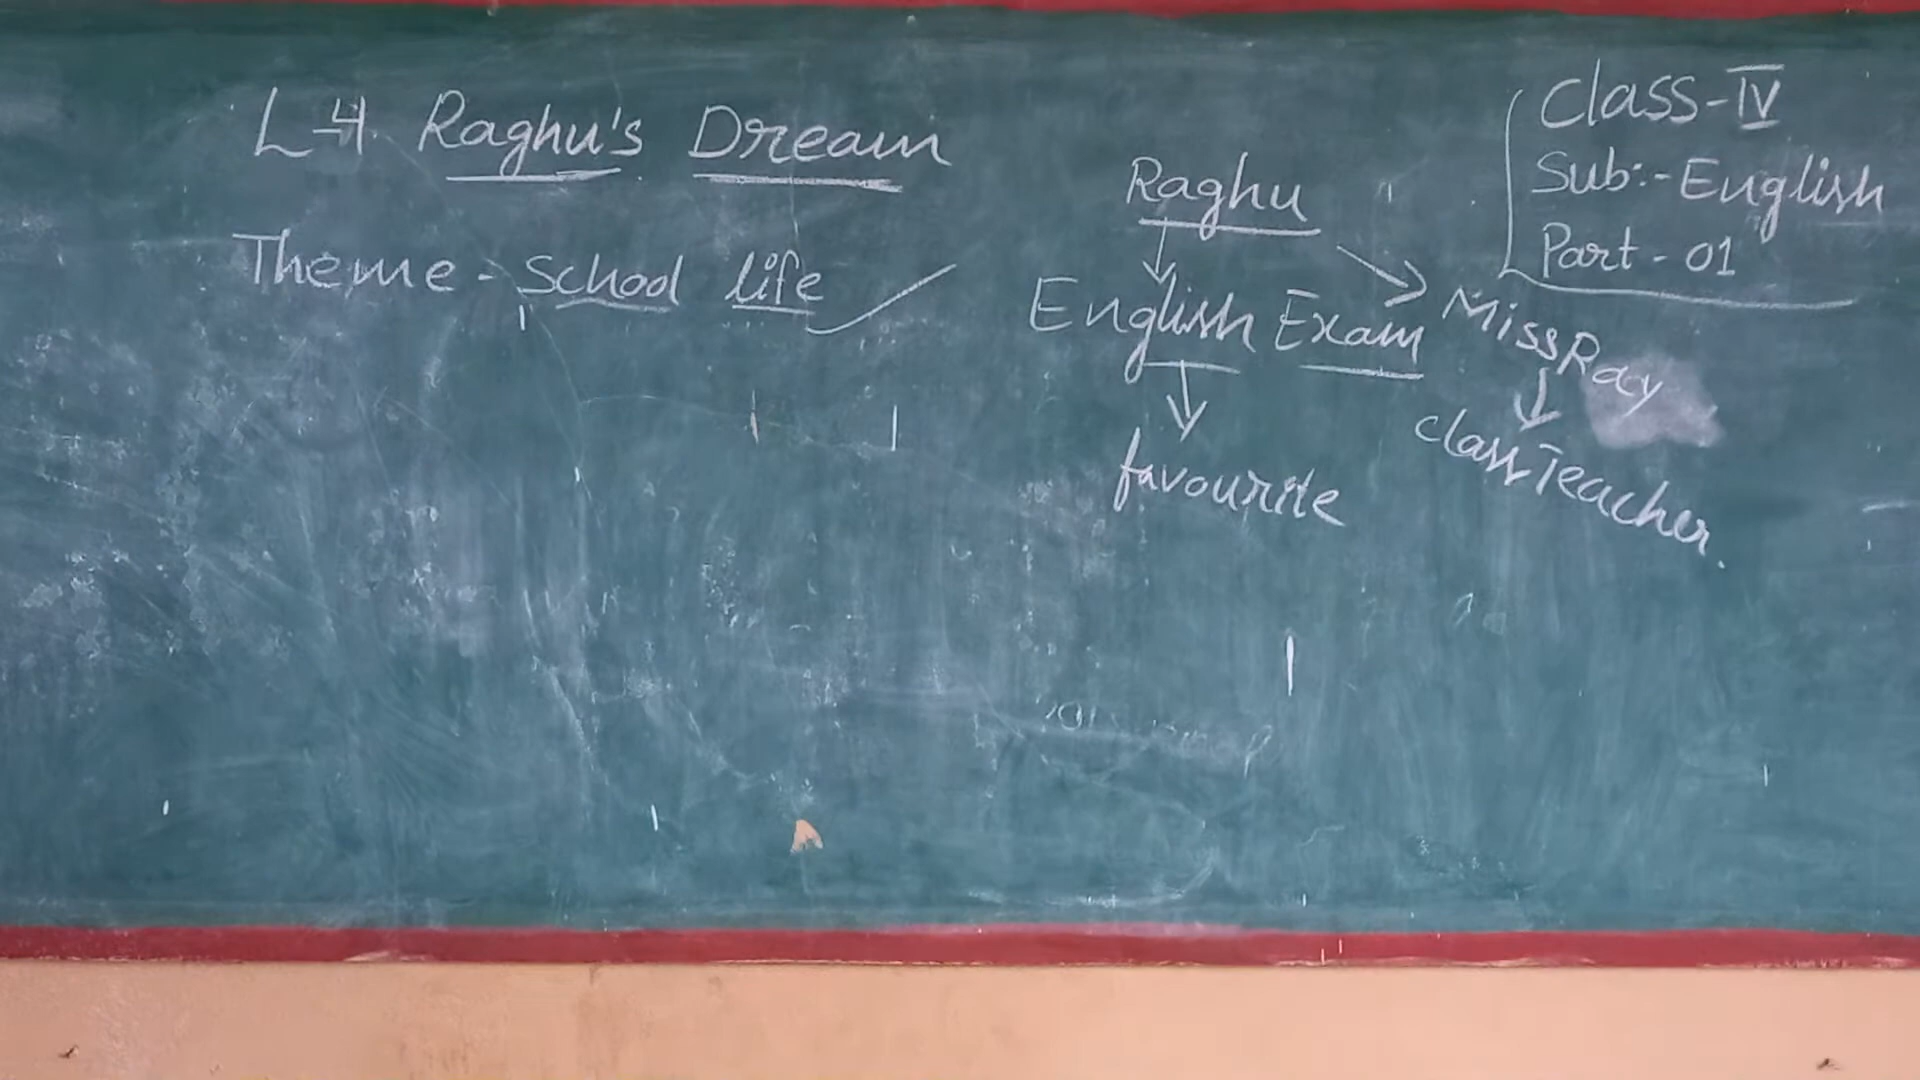 L-4 Raghu's Dream
Theme - School life
Class-IV
Sub:- English
Part - 01
Raghu
English Exam
favourite
Miss Ray
class Teacher.